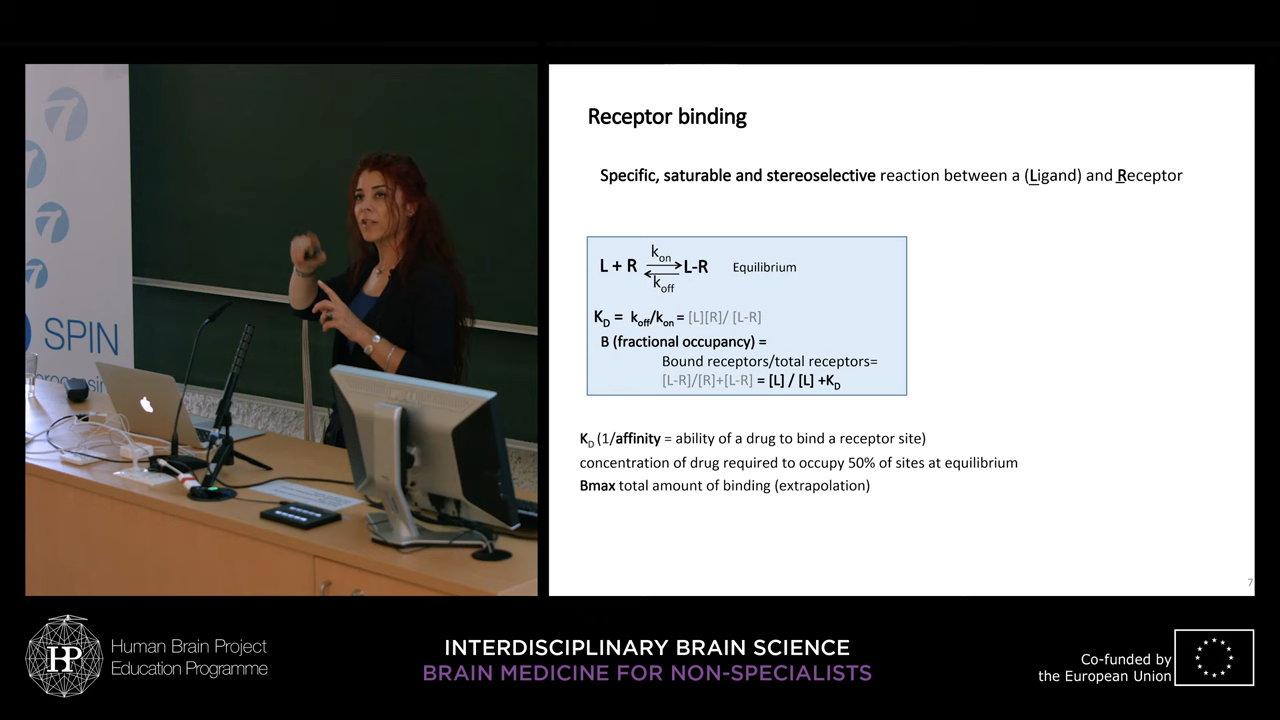 SPIN
Receptor binding
Specific, saturable and stereoselective reaction between a (Ligand) and Receptor
L + R kon koff L-R Equilibrium
KD = koff/kon = [L][R]/ [L-R]
B (fractional occupancy) =
Bound receptors/total receptors=
[L-R]/[R]+[L-R] = [L] / [L] +KD
KD (1/affinity = ability of a drug to bind a receptor site)
concentration of drug required to occupy 50% of sites at equilibrium
Bmax total amount of binding (extrapolation)
7
HBP
Human Brain Project
Education Programme
INTERDISCIPLINARY BRAIN SCIENCE
BRAIN MEDICINE FOR NON-SPECIALISTS
Co-funded by
the European Union